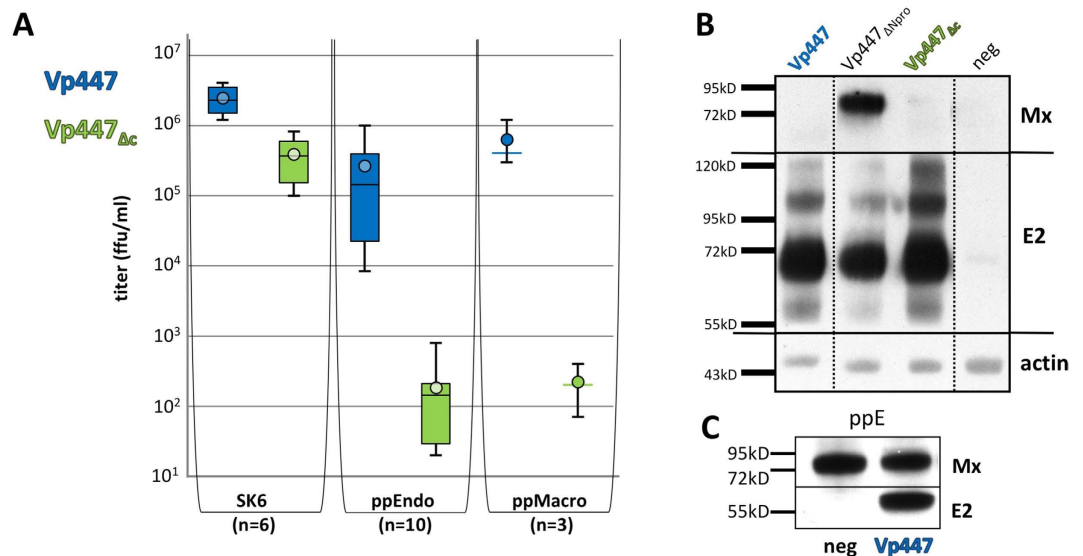 A
Vp447
Vp447Δc
titer (ffu/ml)
10⁷
10⁶
10⁵
10⁴
10³
10²
10¹
SK6
(n=6)
ppEndo
(n=10)
ppMacro
(n=3)
B
Vp447
Vp447ΔNpro
Vp447Δc
neg
95kD
72kD
Mx
120kD
95kD
72kD
55kD
E2
43kD
actin
C
ppE
95kD
72kD
Mx
55kD
E2
neg Vp447